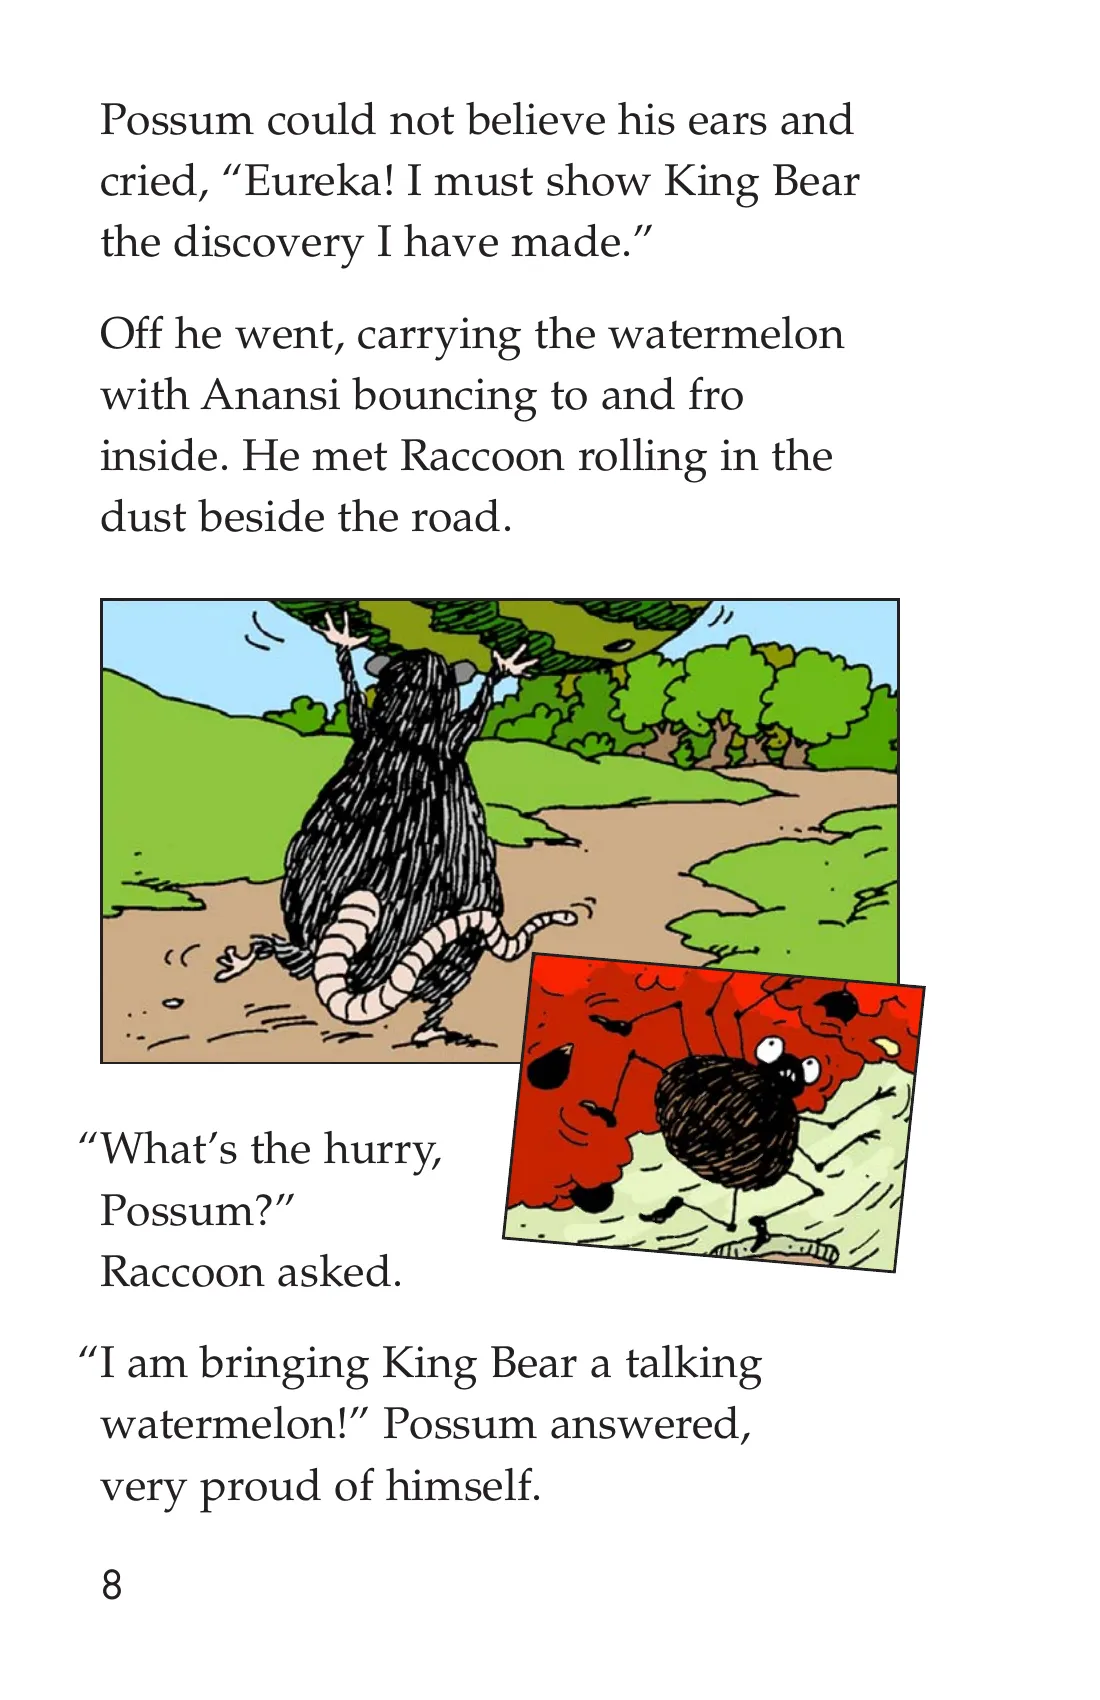 Possum could not believe his ears and
cried, “Eureka! I must show King Bear
the discovery I have made.”
Off he went, carrying the watermelon
with Anansi bouncing to and fro
inside. He met Raccoon rolling in the
dust beside the road.
“What’s the hurry,
Possum?”
Raccoon asked.
“I am bringing King Bear a talking
watermelon!” Possum answered,
very proud of himself.
8